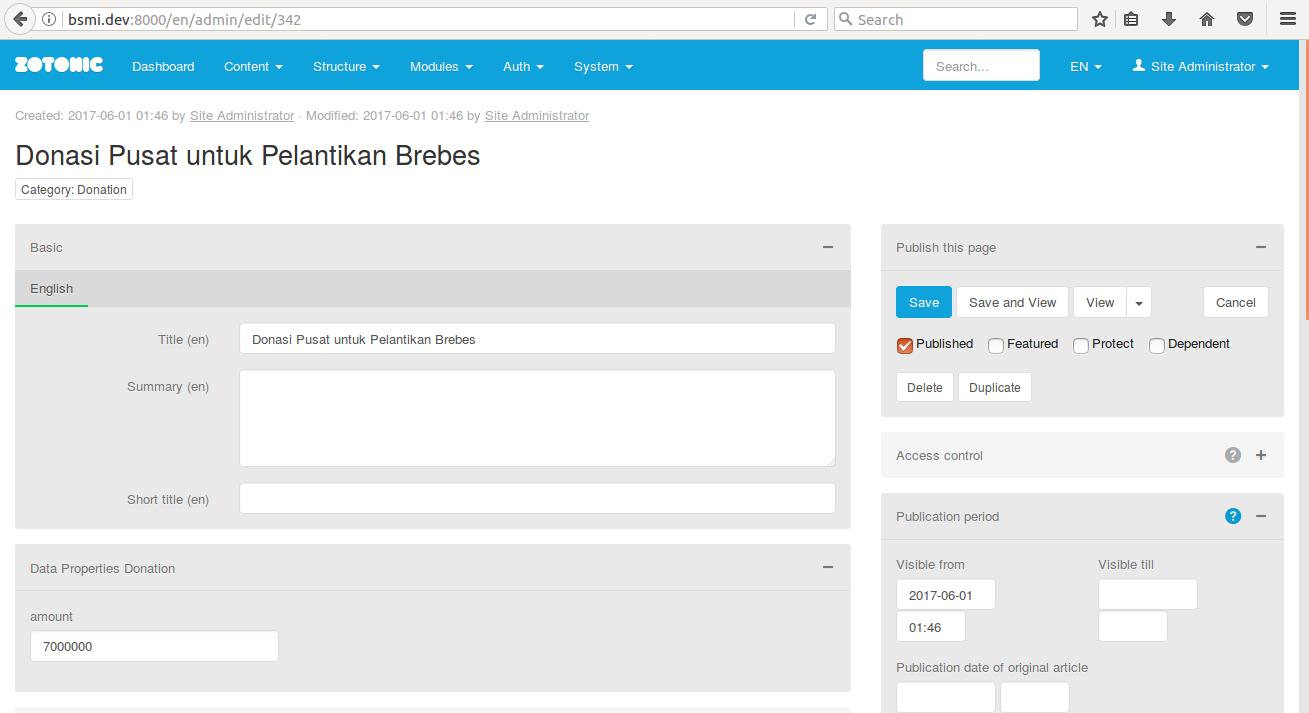 bsmi.dev:8000/en/admin/edit/342
Search
ZOTONIC
Dashboard
Content
Structure
Modules
Auth
System
Search...
EN
Site Administrator
Created: 2017-06-01 01:46 by Site Administrator · Modified: 2017-06-01 01:46 by Site Administrator
Donasi Pusat untuk Pelantikan Brebes
Category: Donation
Basic
English
Title (en)
Donasi Pusat untuk Pelantikan Brebes
Summary (en)
Short title (en)
Data Properties Donation
amount
7000000
Publish this page
Save
Save and View
View
Cancel
Published
Featured
Protect
Dependent
Delete
Duplicate
Access control
?
Publication period
?
Visible from
Visible till
2017-06-01
01:46
Publication date of original article